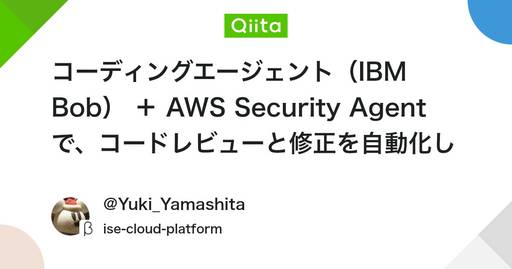 Qiita
コーディングエージェント（IBM
Bob） ＋ AWS Security Agent
で、コードレビューと修正を自動化し
@Yuki_Yamashita
β
ise-cloud-platform